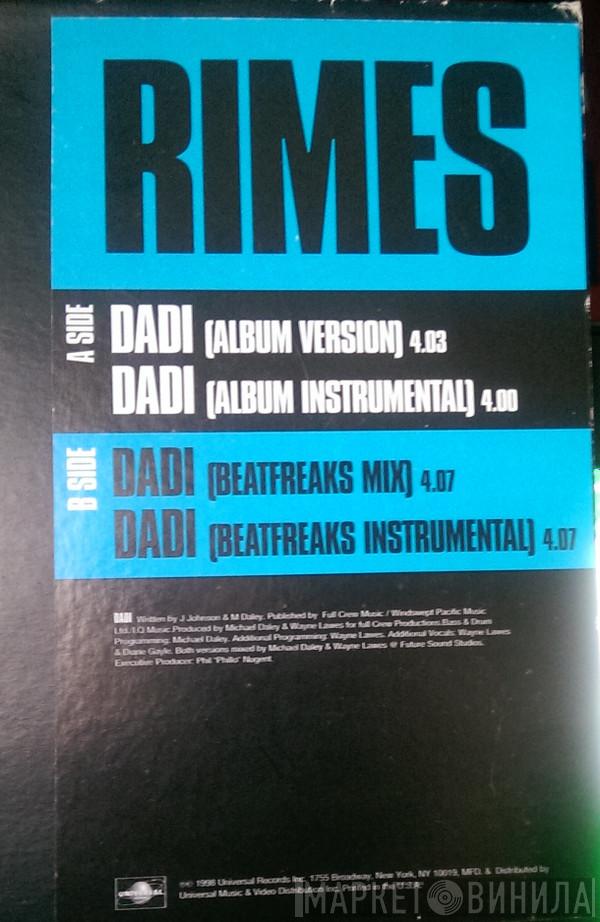 RIMES
A SIDE
DADI (ALBUM VERSION) 4.03
DADI (ALBUM INSTRUMENTAL) 4.00
B SIDE
DADI (BEATFREAKS MIX) 4.07
DADI (BEATFREAKS INSTRUMENTAL) 4.07
DADI Written by J Johnson & M Daley. Published by Full Crew Music / Windswept Pacific Music
Ltd./I.Q Music.Produced by Michael Daley & Wayne Lawes for full Crew Productions.Bass & Drum
Programming: Michael Daley. Additional Programming: Wayne Lawes. Additional Vocals: Wayne Lawes
& Diane Gayle. Both versions mixed by Michael Daley & Wayne Lawes @ Future Sound Studios.
Executive Producer: Phil "Phillo" Nugent.
UNIVERSAL
℗© 1998 Universal Records Inc. 1755 Broadway, New York, NY 10019, MFD. & Distributed by
Universal Music & Video Distribution Inc. Printed in the U.S.A.
МАРКЕТ ВИНИЛА